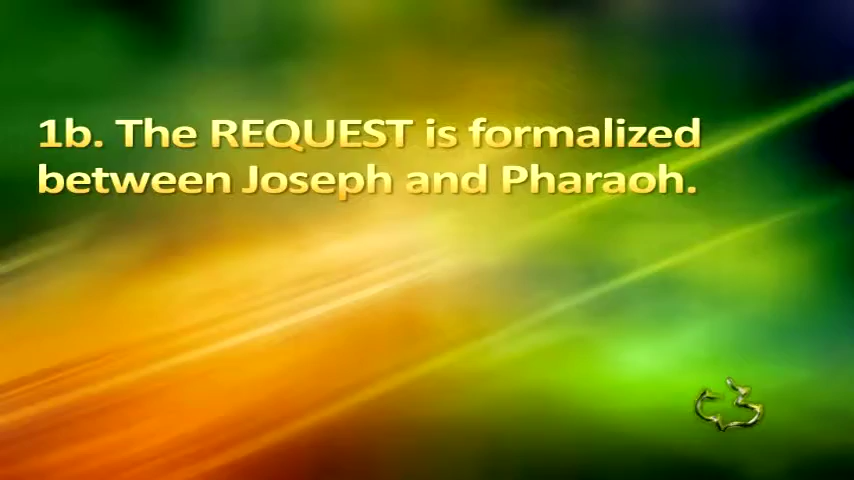 1b. The REQUEST is formalized
between Joseph and Pharaoh.